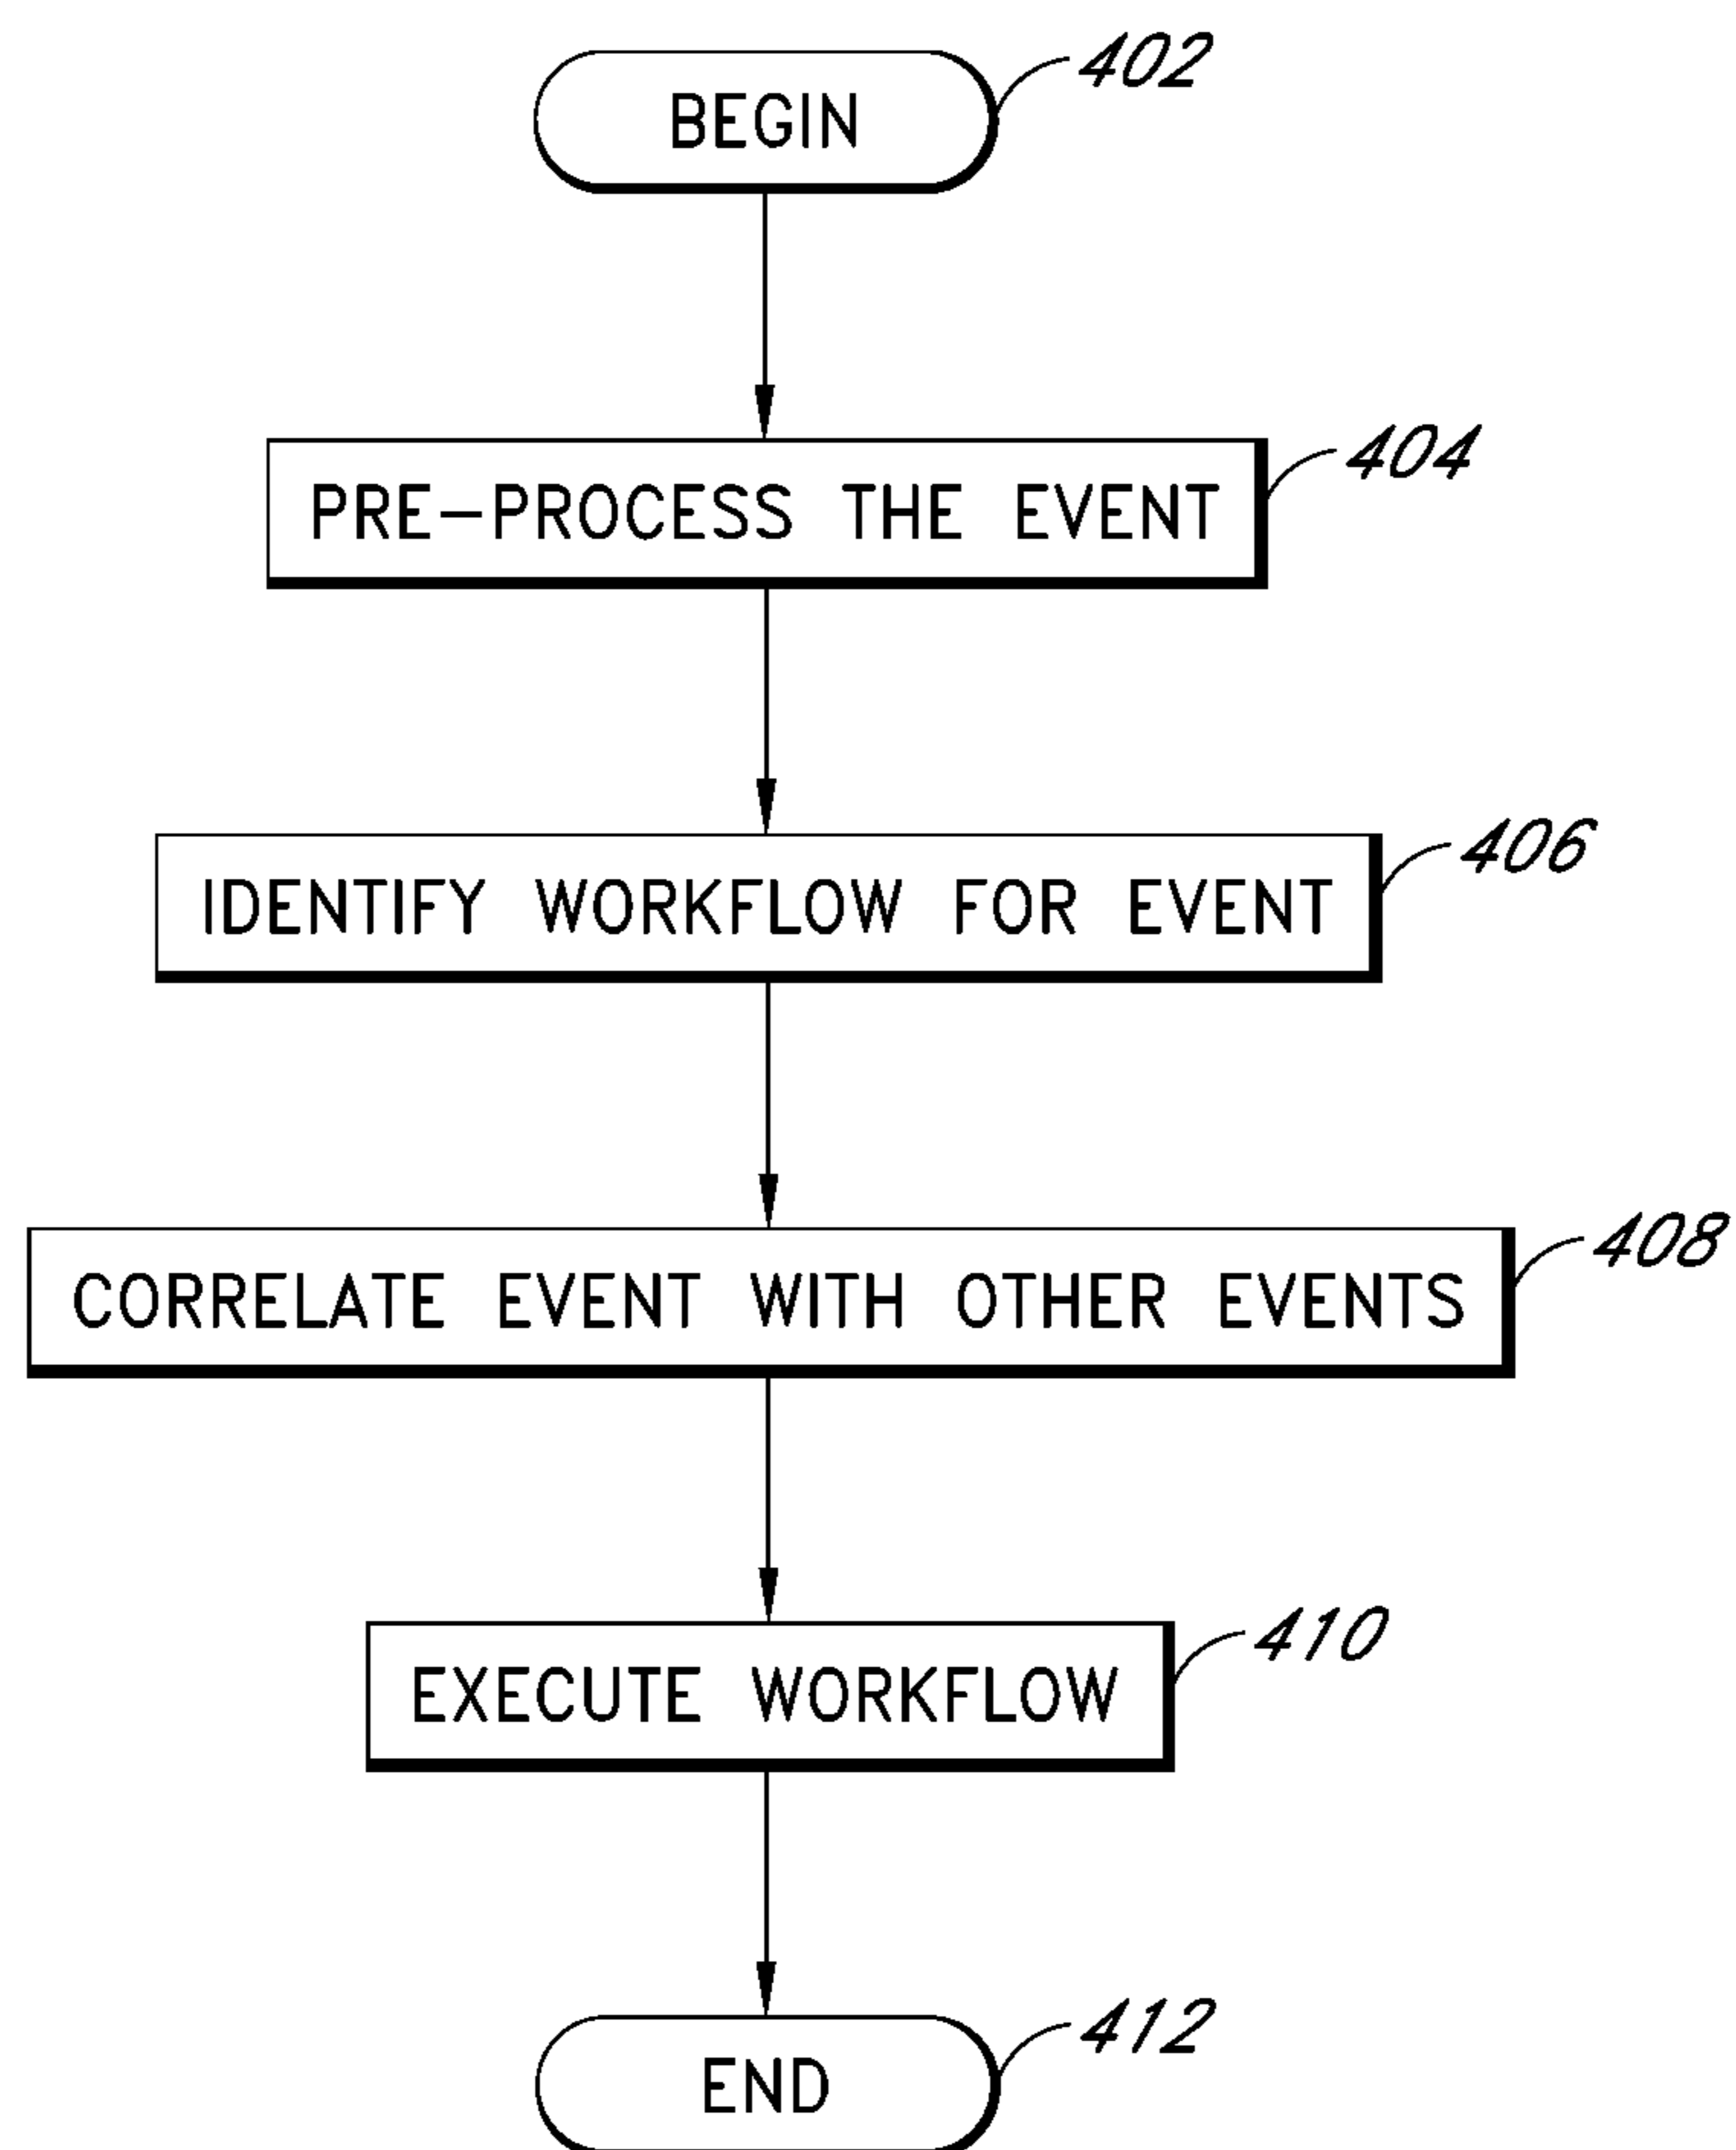 BEGIN
402
PRE-PROCESS THE EVENT
404
IDENTIFY WORKFLOW FOR EVENT
406
CORRELATE EVENT WITH OTHER EVENTS
408
EXECUTE WORKFLOW
410
END
412